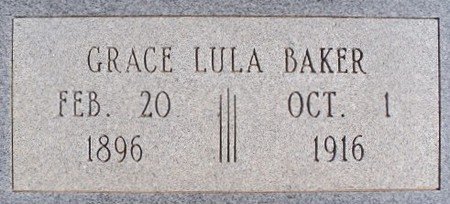 GRACE LULA BAKER
FEB. 20 OCT. 1
1896 1916